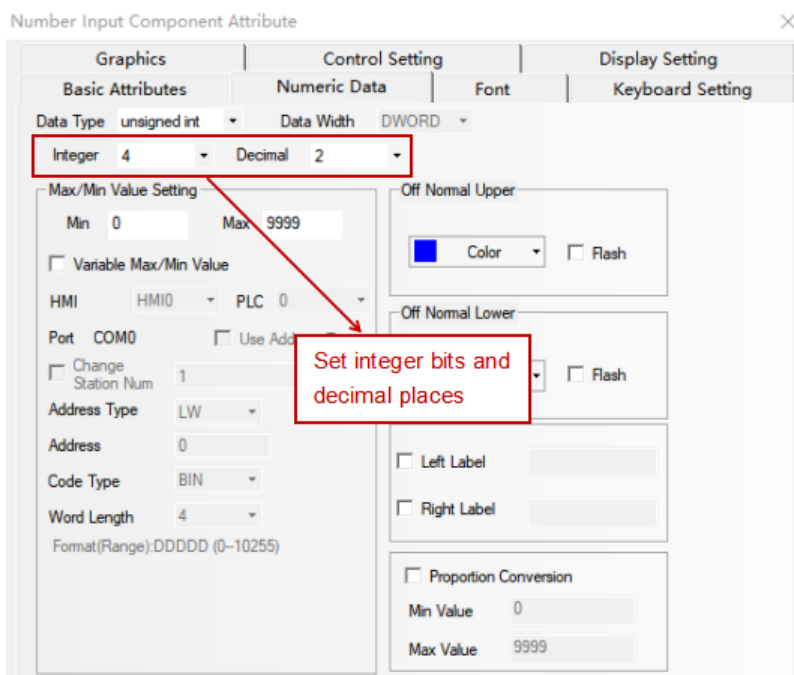 Number Input Component Attribute
Graphics Control Setting Display Setting
Basic Attributes Numeric Data Font Keyboard Setting
Data Type unsigned int Data Width DWORD
Integer 4 Decimal 2
Max/Min Value Setting
Min 0 Max 9999
Variable Max/Min Value
HMI HMI0 PLC 0
Port COM0 Use Add
Change
Station Num 1
Address Type LW
Address 0
Code Type BIN
Word Length 4
Format(Range):DDDDD (0--10255)
Off Normal Upper
Color Flash
Off Normal Lower
Flash
Set integer bits and
decimal places
Left Label
Right Label
Proportion Conversion
Min Value 0
Max Value 9999